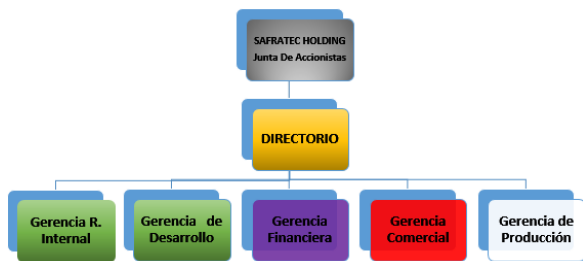 SAFRATEC HOLDING
Junta De Accionistas
DIRECTORIO
Gerencia R.
Internal
Gerencia de
Desarrollo
Gerencia
Financiera
Gerencia
Comercial
Gerencia de
Producción